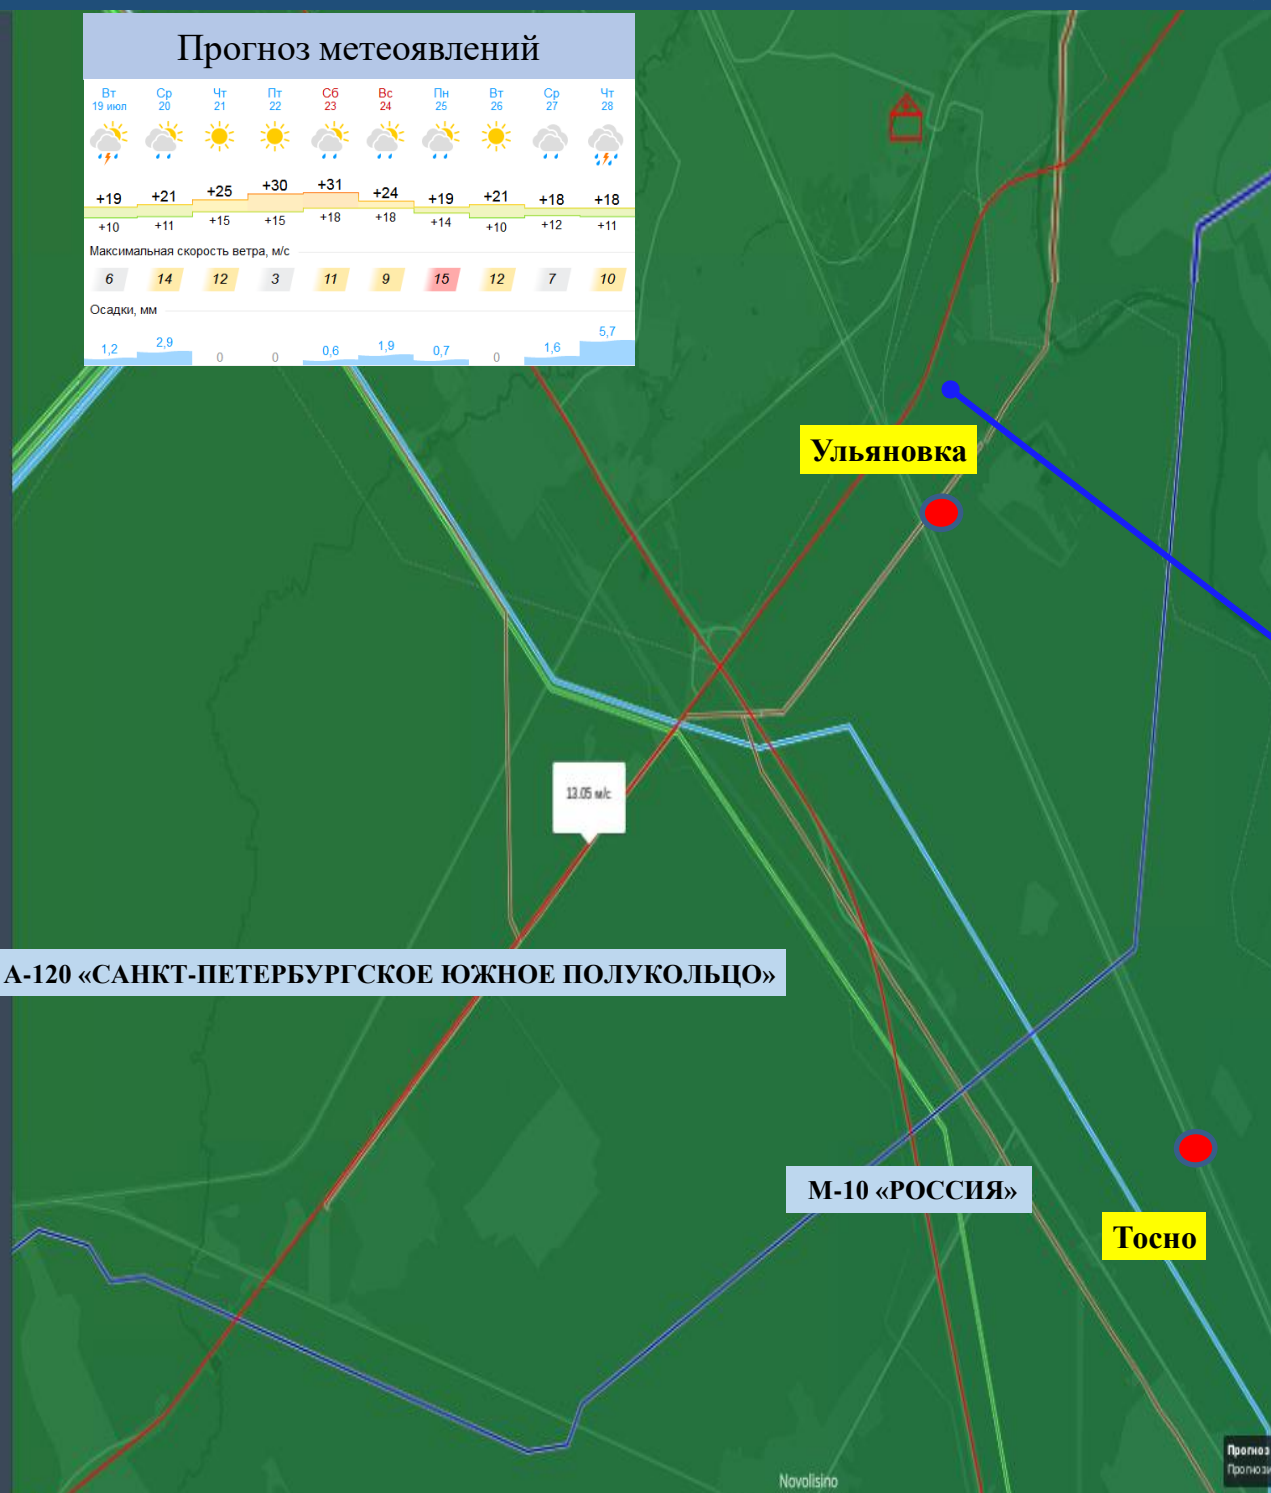 Прогноз метеоявлений
Вт Ср Чт Пт Сб Вс Пн Вт Ср Чт
19 июл 20 21 22 23 24 25 26 27 28
+19 +21 +25 +30 +31 +24 +19 +21 +18 +18
+10 +11 +15 +15 +18 +18 +14 +10 +12 +11
Максимальная скорость ветра, м/с
6 14 12 3 11 9 15 12 7 10
Осадки, мм
1,2 2,9 0 0 0,6 1,9 0,7 0 1,6 5,7
Ульяновка
13.05 м/с
А-120 «САНКТ-ПЕТЕРБУРГСКОЕ ЮЖНОЕ ПОЛУКОЛЬЦО»
М-10 «РОССИЯ»
Тосно
Прогноз
Novolisino